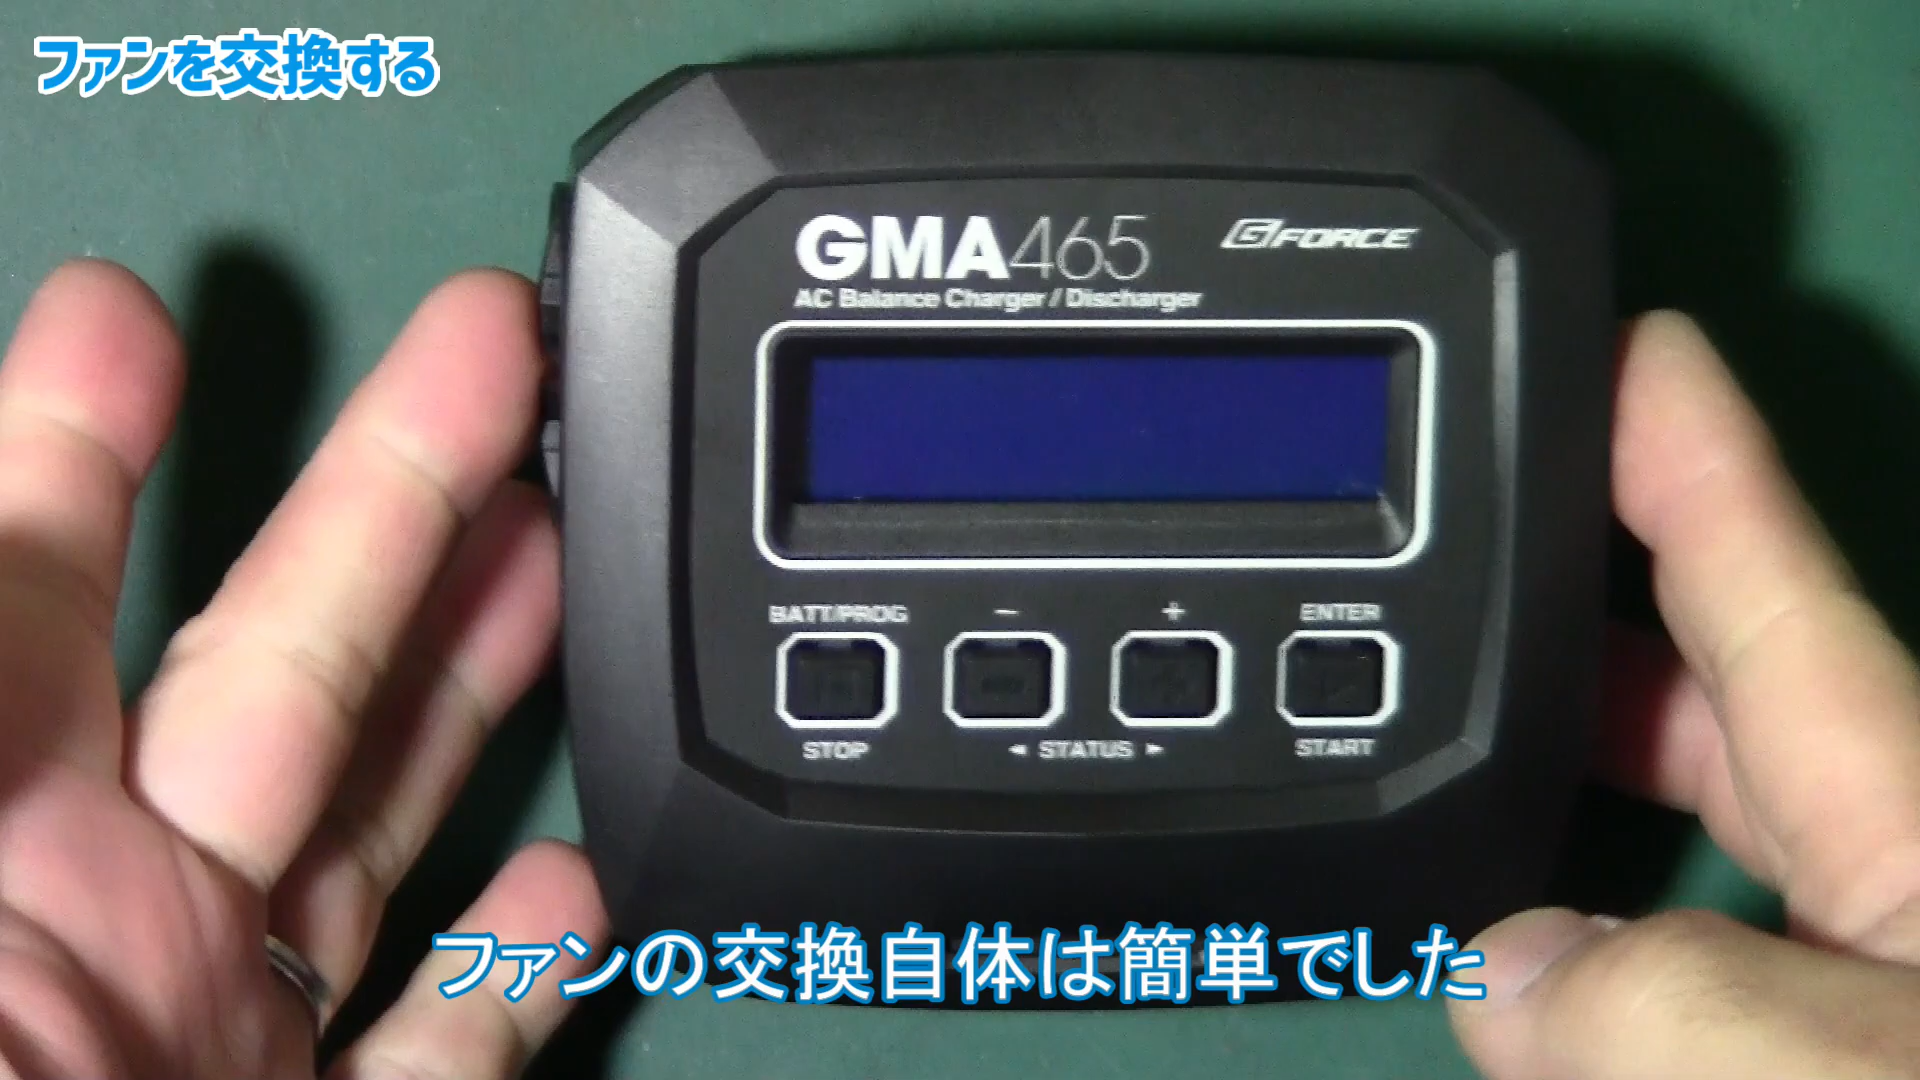 ファンを交換する
GMA465
G FORCE
AC Balance Charger / Discharger
BATT/PROG
−
+
ENTER
STOP
◄ STATUS ►
START
ファンの交換自体は簡単でした